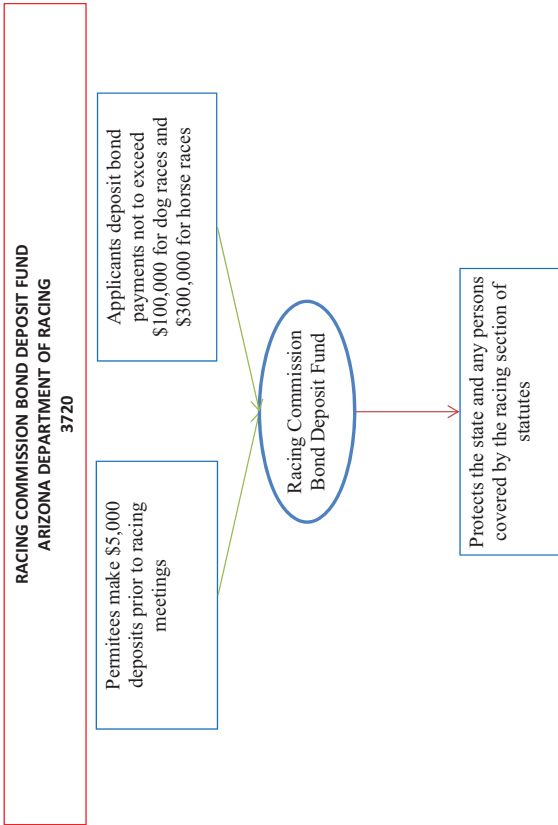 RACING COMMISSION BOND DEPOSIT FUND
ARIZONA DEPARTMENT OF RACING
3720
Permitees make $5,000
deposits prior to racing
meetings
Applicants deposit bond
payments not to exceed
$100,000 for dog races and
$300,000 for horse races
Racing Commission
Bond Deposit Fund
Protects the state and any persons
covered by the racing section of
statutes